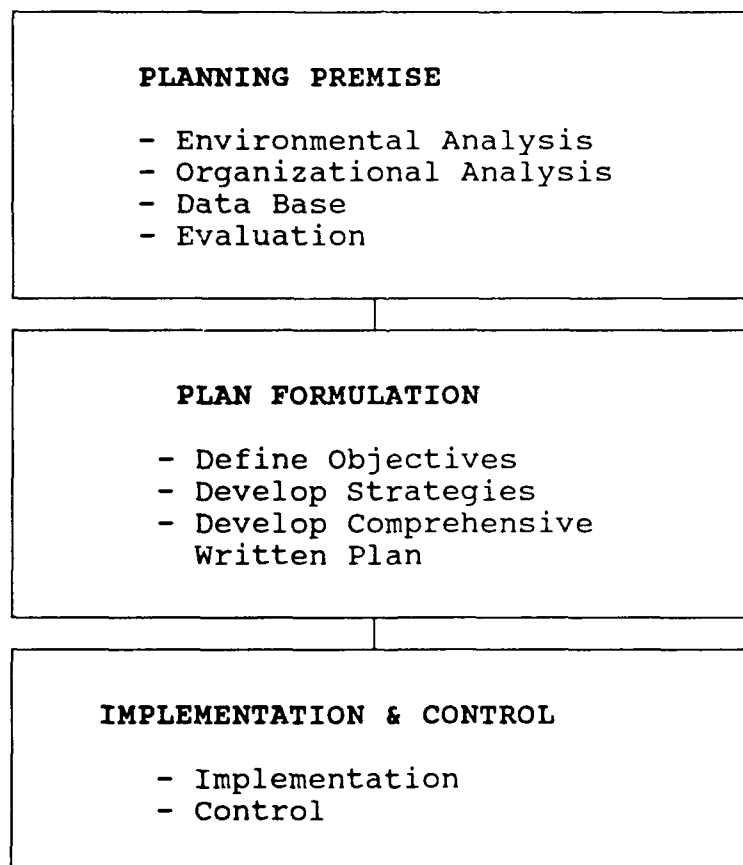 PLANNING PREMISE
- Environmental Analysis
- Organizational Analysis
- Data Base
- Evaluation
PLAN FORMULATION
- Define Objectives
- Develop Strategies
- Develop Comprehensive
Written Plan
IMPLEMENTATION & CONTROL
- Implementation
- Control